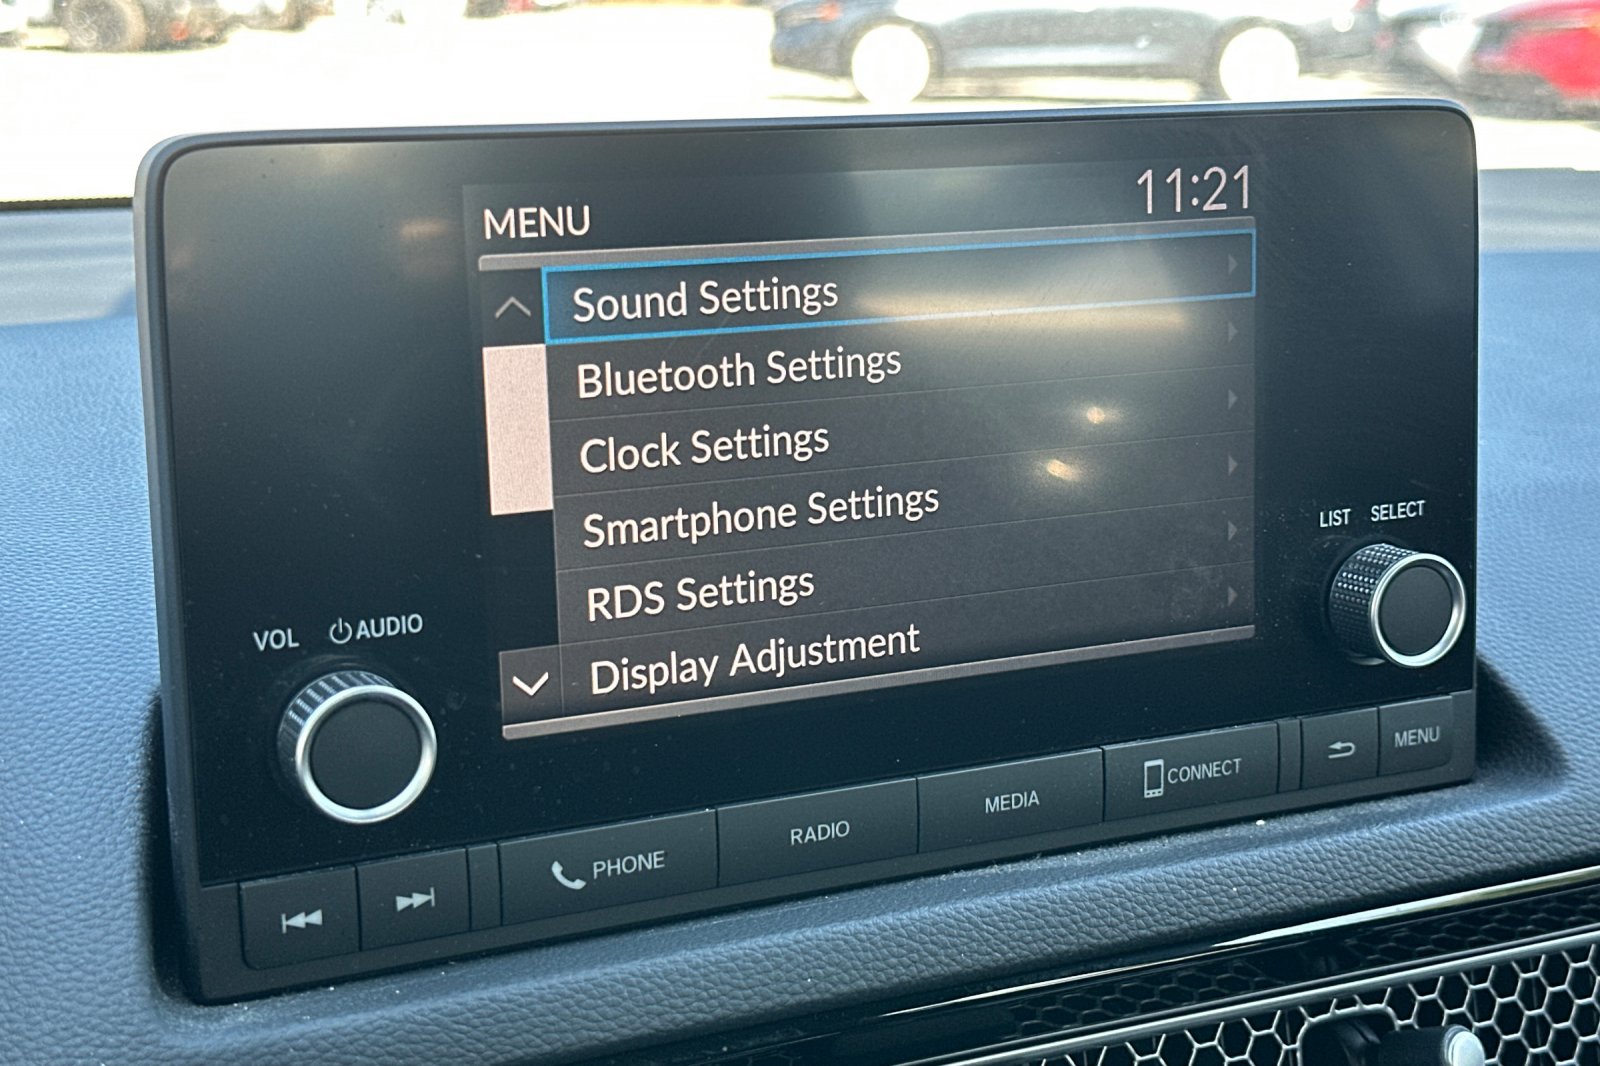 MENU
11:21
Sound Settings
Bluetooth Settings
Clock Settings
Smartphone Settings
RDS Settings
Display Adjustment
LIST SELECT
VOL AUDIO
PHONE
RADIO
MEDIA
CONNECT
MENU